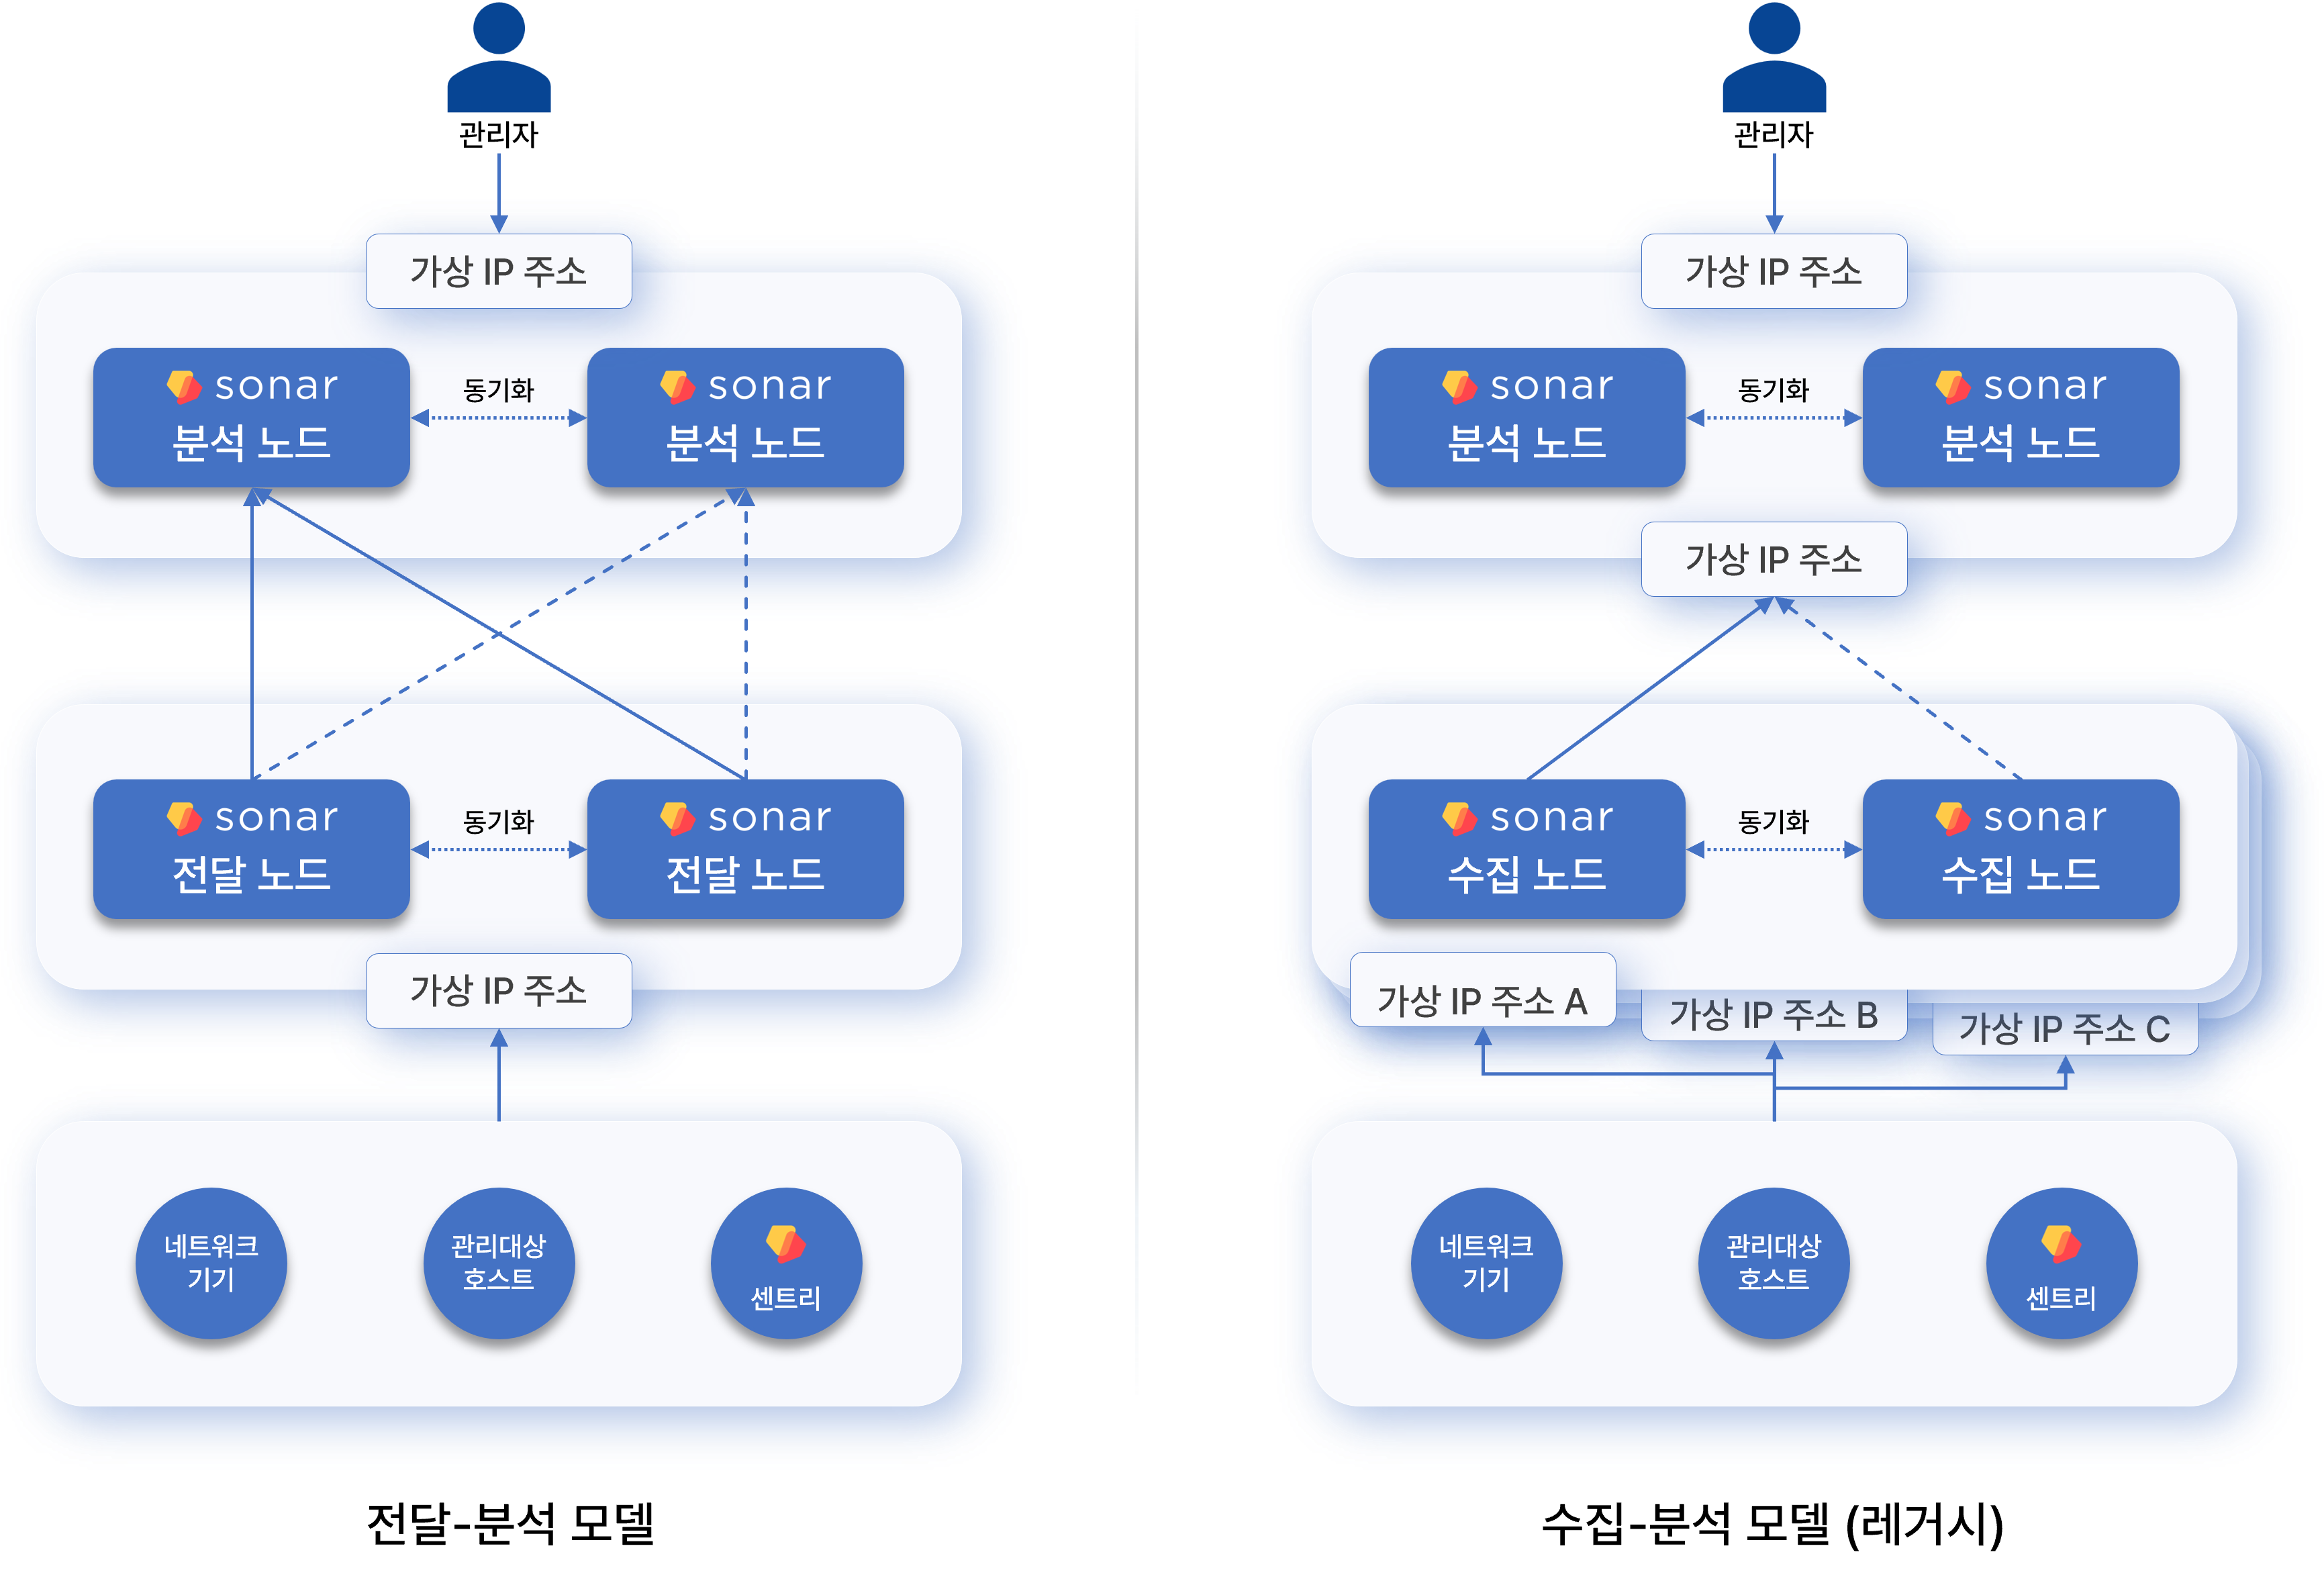 관리자
가상 IP 주소
sonar
분석 노드
동기화
sonar
분석 노드
sonar
전달 노드
동기화
sonar
전달 노드
가상 IP 주소
네트워크
기기
관리대상
호스트
센트리
전달-분석 모델
관리자
가상 IP 주소
sonar
분석 노드
동기화
sonar
분석 노드
가상 IP 주소
sonar
수집 노드
동기화
sonar
수집 노드
가상 IP 주소 A
가상 IP 주소 B
가상 IP 주소 C
네트워크
기기
관리대상
호스트
센트리
수집-분석 모델 (레거시)